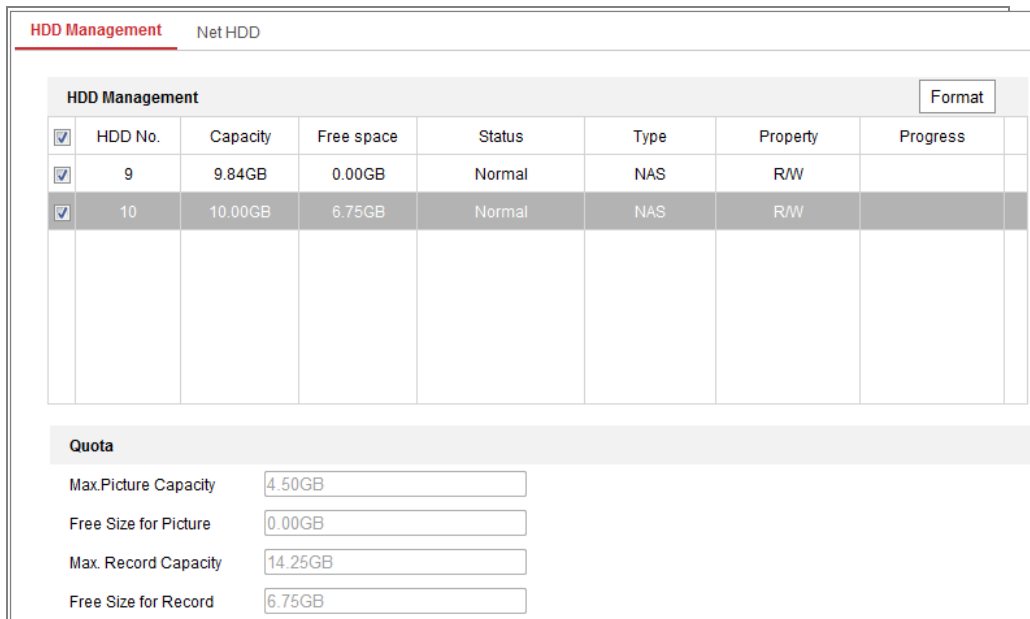 HDD Management Net HDD
HDD Management Format
HDD No. Capacity Free space Status Type Property Progress
9 9.84GB 0.00GB Normal NAS R/W
10 10.00GB 6.75GB Normal NAS R/W
Quota
Max.Picture Capacity 4.50GB
Free Size for Picture 0.00GB
Max. Record Capacity 14.25GB
Free Size for Record 6.75GB